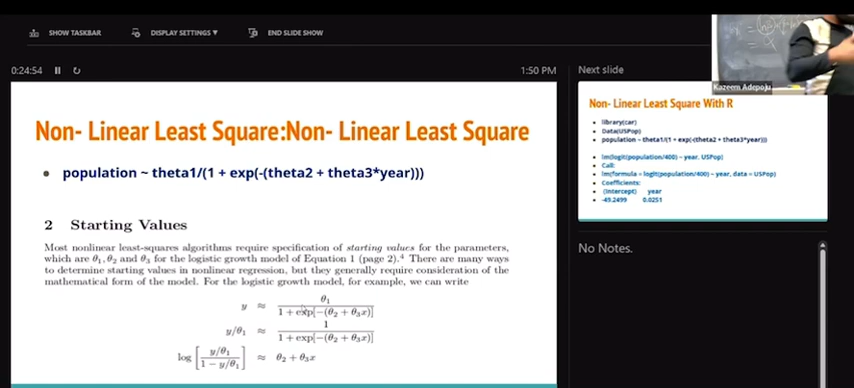 SHOW TASKBAR
DISPLAY SETTINGS ▼
END SLIDE SHOW
0:24:54
1:50 PM
Non- Linear Least Square:Non- Linear Least Square
• population ~ theta1/(1 + exp(-(theta2 + theta3*year)))
2 Starting Values
Most nonlinear least-squares algorithms require specification of starting values for the parameters,
which are θ1, θ2 and θ3 for the logistic growth model of Equation 1 (page 2).4 There are many ways
to determine starting values in nonlinear regression, but they generally require consideration of the
mathematical form of the model. For the logistic growth model, for example, we can write
y ≈ θ1 / 1 + exp[−(θ2 + θ3x)]
y/θ1 ≈ 1 / 1 + exp[−(θ2 + θ3x)]
log [ y/θ1 / 1 − y/θ1 ] ≈ θ2 + θ3x
Next slide
Kazeem Adepoju
Non- Linear Least Square With R
• library(car)
• Data(USPop)
• population ~ theta1/(1 + exp(-(theta2 + theta3*year)))
• lm(logit(population/400) ~ year, USPop)
• Call:
• lm(formula = logit(population/400) ~ year, data = USPop)
• Coefficients:
• (Intercept) year
• -49.2499 0.0251
No Notes.